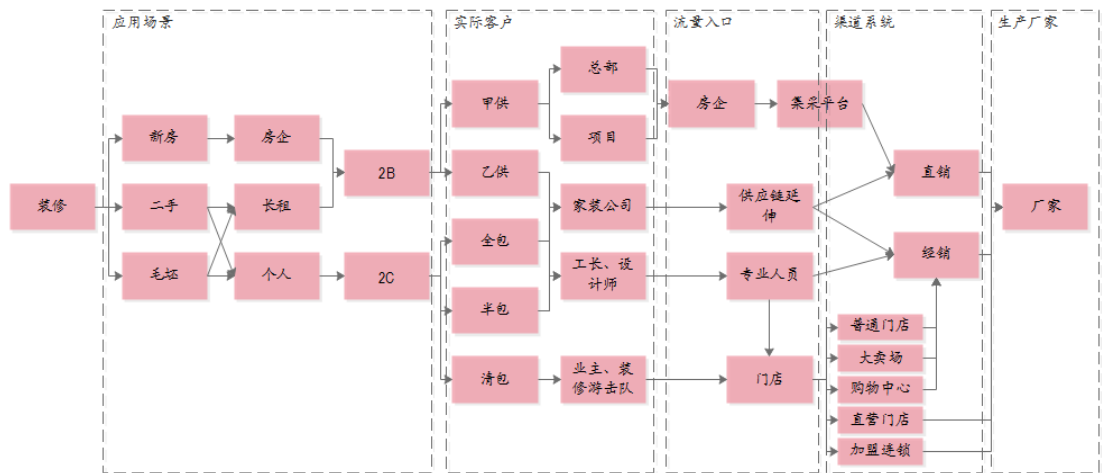 应用场景
实际客户
流量入口
渠道系统
生产厂家
装修
新房
二手
毛坯
房企
长租
个人
2B
2C
甲供
乙供
全包
半包
清包
总部
项目
家装公司
工长、设
计师
业主、装
修游击队
房企
供应链延
伸
专业人员
门店
集采平台
直销
经销
普通门店
大卖场
购物中心
直营门店
加盟连锁
厂家